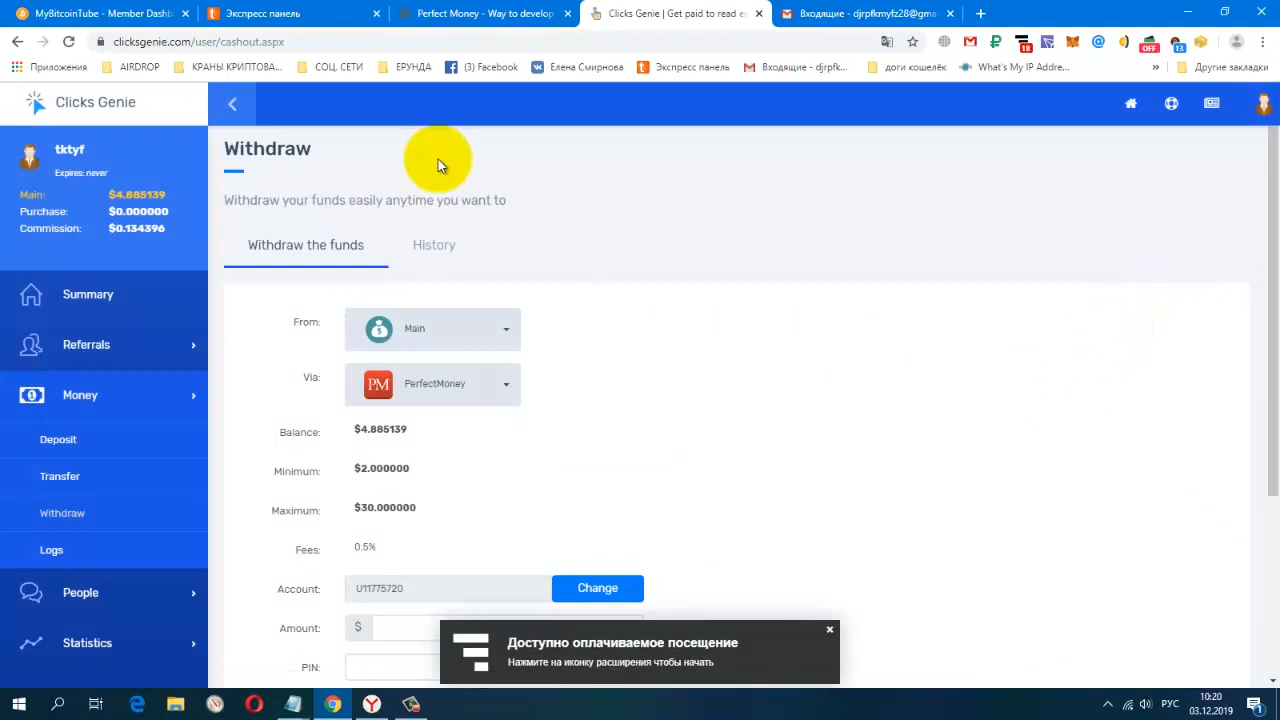 MyBitcoinTube - Member Dashb
Экспресс панель
Perfect Money - Way to develop
Clicks Genie | Get paid to read e
Входящие - djrpfkmyfz28@gma
clicksgenie.com/user/cashout.aspx
18
OFF
13
Приложения
AIRDROP
КРАНЫ КРИПТОВА...
СОЦ. СЕТИ
ЕРУНДА
(3) Facebook
Елена Смирнова
Экспресс панель
Входящие - djrpfk...
доги кошелёк
What's My IP Addre...
»
Другие закладки
Clicks Genie
tktyf
Expires: never
Main: $4.885139
Purchase: $0.000000
Commission: $0.134396
Summary
Referrals
Money
Deposit
Transfer
Withdraw
Logs
People
Statistics
Withdraw
Withdraw your funds easily anytime you want to
Withdraw the funds
History
From: Main
Via: PM PerfectMoney
Balance: $4.885139
Minimum: $2.000000
Maximum: $30.000000
Fees: 0.5%
Account: U11775720 Change
Amount: $
PIN:
Доступно оплачиваемое посещение
Нажмите на иконку расширения чтобы начать
РУС
10:20
03.12.2019
1